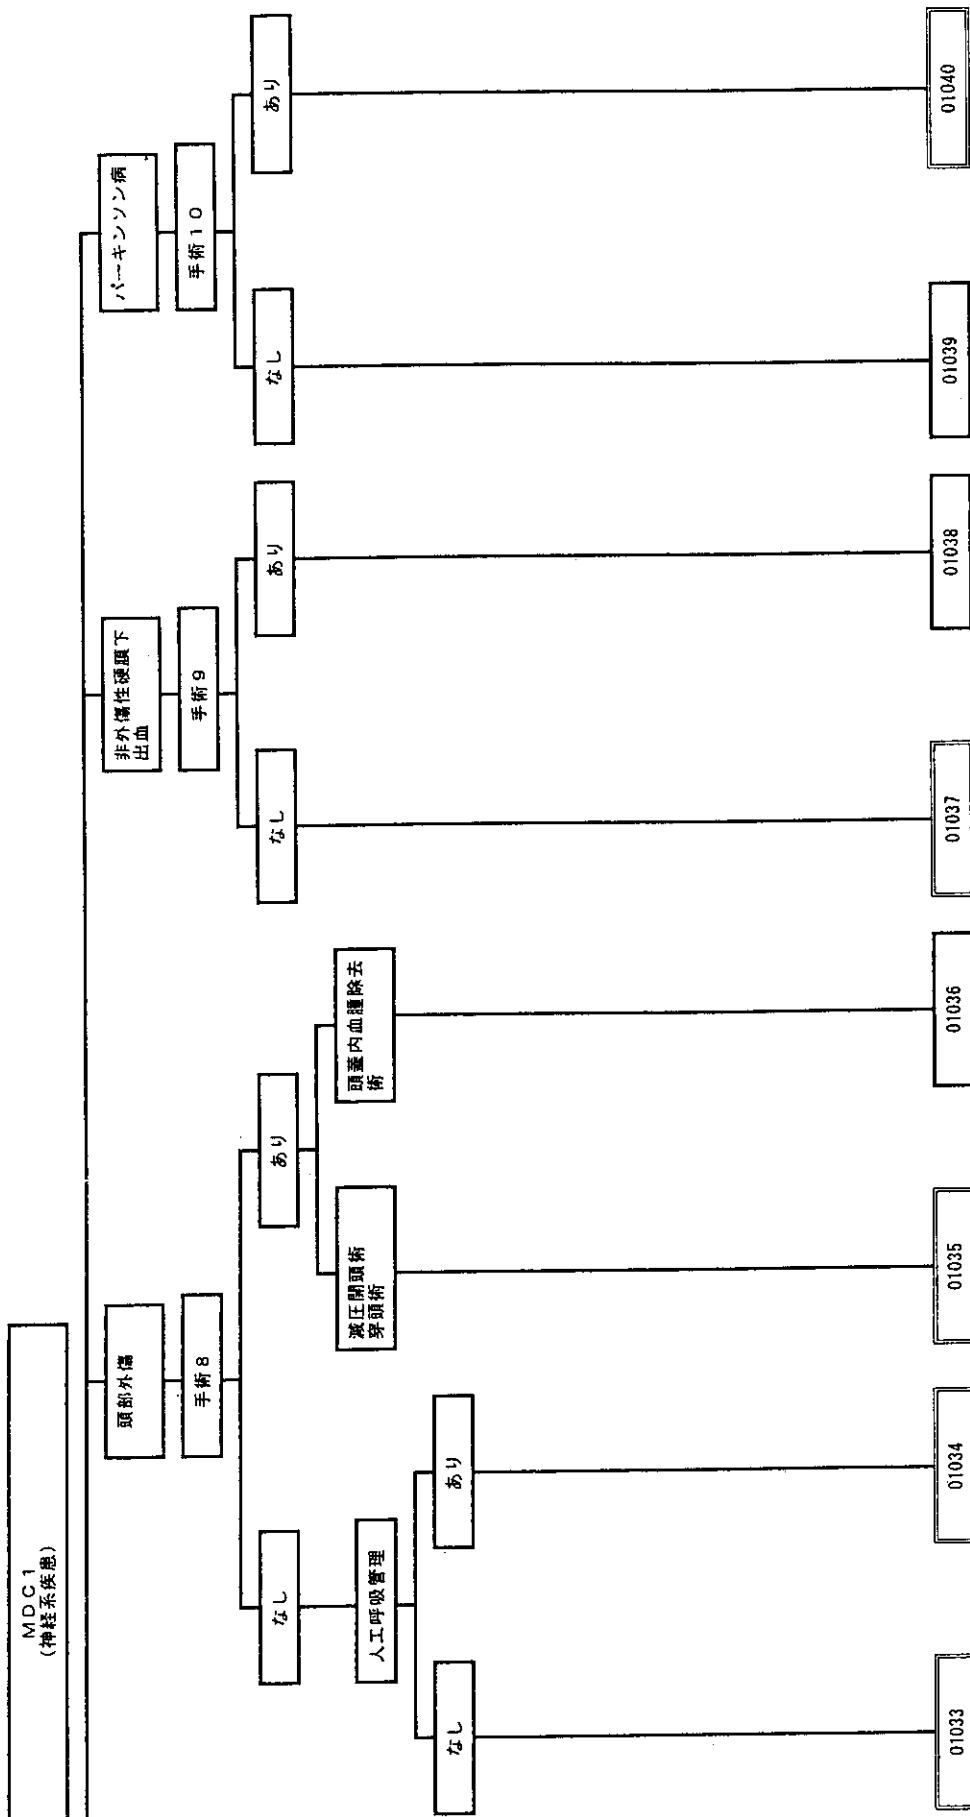 MDC1
(神経系疾患)
頭部外傷
非外傷性硬膜下
出血
パーキンソン病
手術8
手術9
手術10
なし
あり
なし
あり
なし
あり
人工呼吸管理
減圧開頭術
穿頭術
頭蓋内血腫除去
術
なし
あり
01033
01034
01035
01036
01037
01038
01039
01040